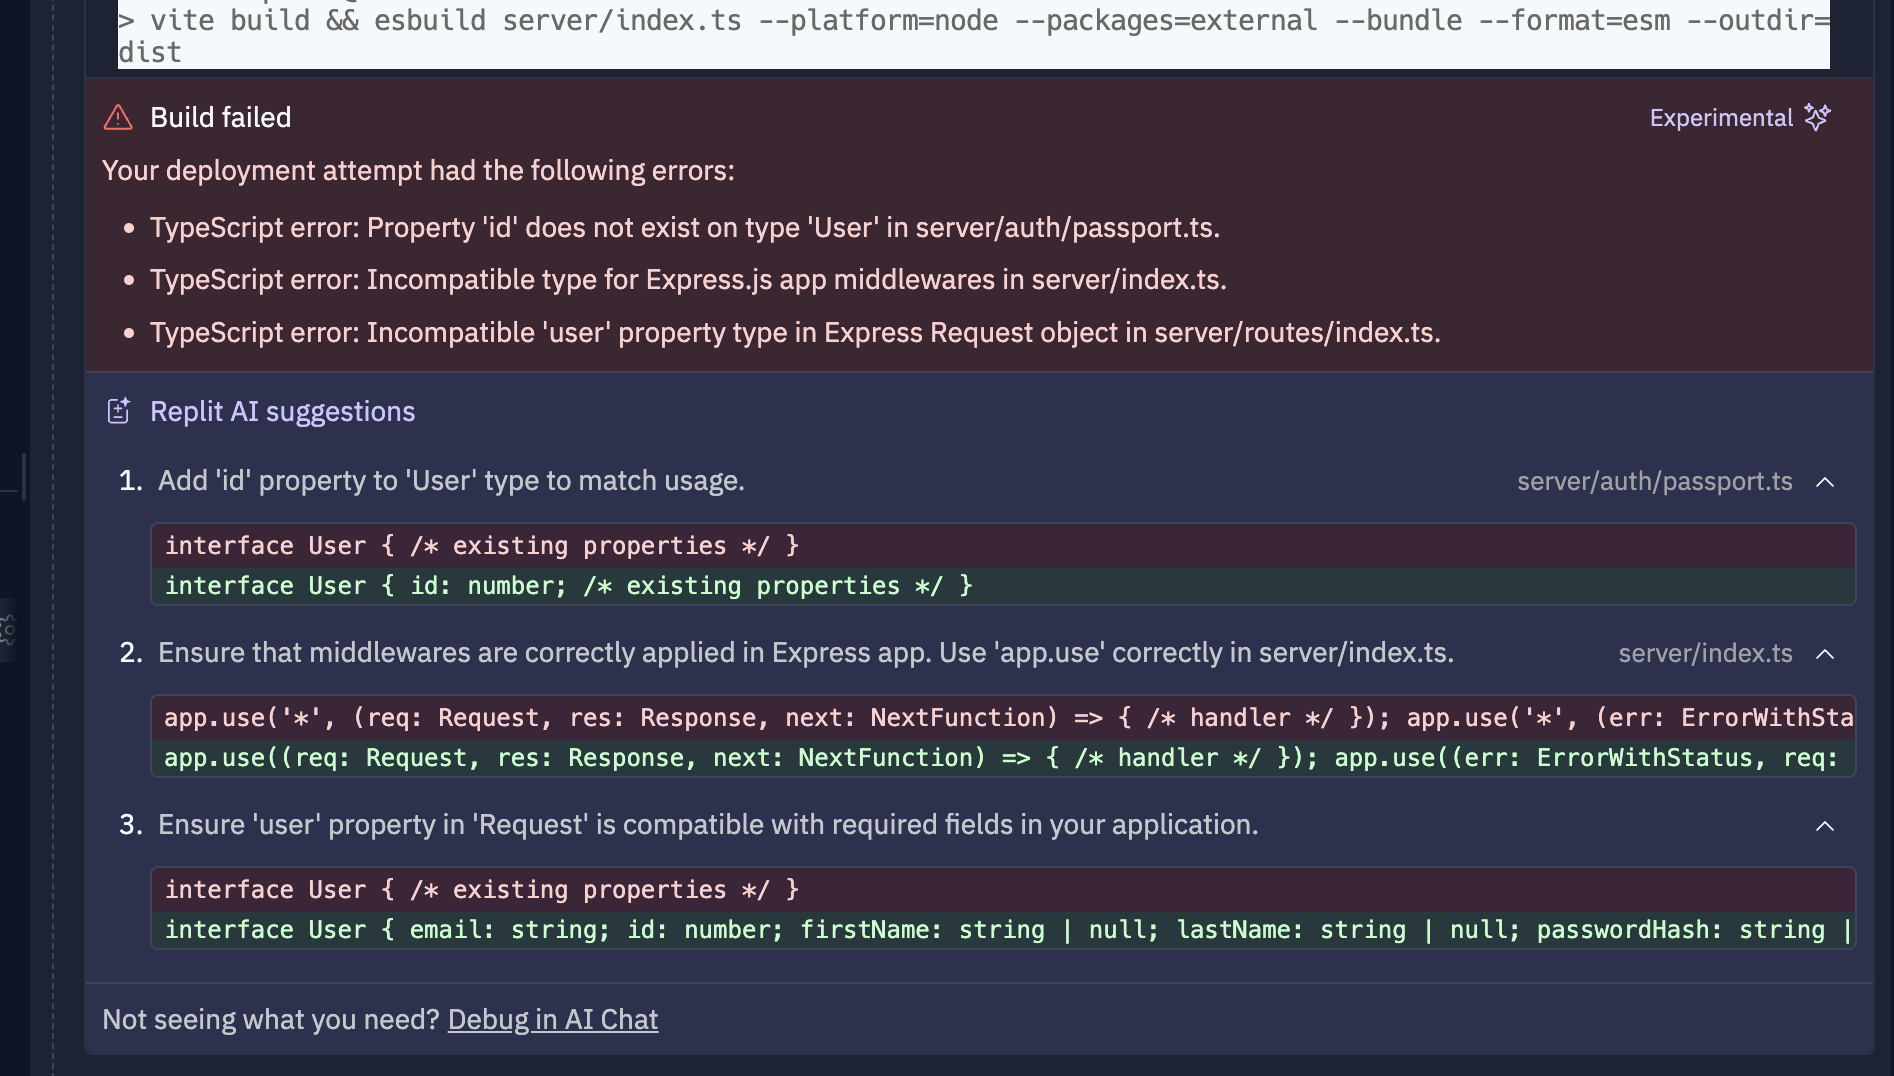 > vite build && esbuild server/index.ts --platform=node --packages=external --bundle --format=esm --outdir=
dist
Build failed
Experimental
Your deployment attempt had the following errors:
• TypeScript error: Property 'id' does not exist on type 'User' in server/auth/passport.ts.
• TypeScript error: Incompatible type for Express.js app middlewares in server/index.ts.
• TypeScript error: Incompatible 'user' property type in Express Request object in server/routes/index.ts.
Replit AI suggestions
1. Add 'id' property to 'User' type to match usage. server/auth/passport.ts
interface User { /* existing properties */ }
interface User { id: number; /* existing properties */ }
2. Ensure that middlewares are correctly applied in Express app. Use 'app.use' correctly in server/index.ts. server/index.ts
app.use('*', (req: Request, res: Response, next: NextFunction) => { /* handler */ }); app.use('*', (err: ErrorWithSta
app.use((req: Request, res: Response, next: NextFunction) => { /* handler */ }); app.use((err: ErrorWithStatus, req:
3. Ensure 'user' property in 'Request' is compatible with required fields in your application.
interface User { /* existing properties */ }
interface User { email: string; id: number; firstName: string | null; lastName: string | null; passwordHash: string |
Not seeing what you need? Debug in AI Chat